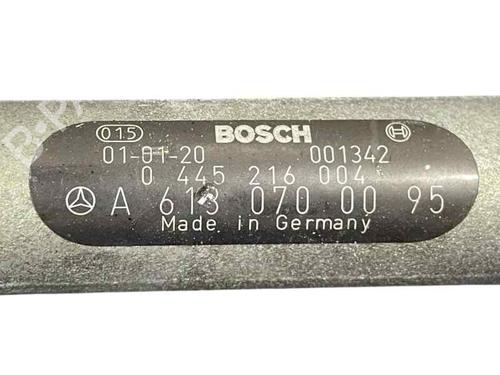 015 BOSCH
01-01-20 001342
0 445 216 004
A 613 070 00 95
Made in Germany